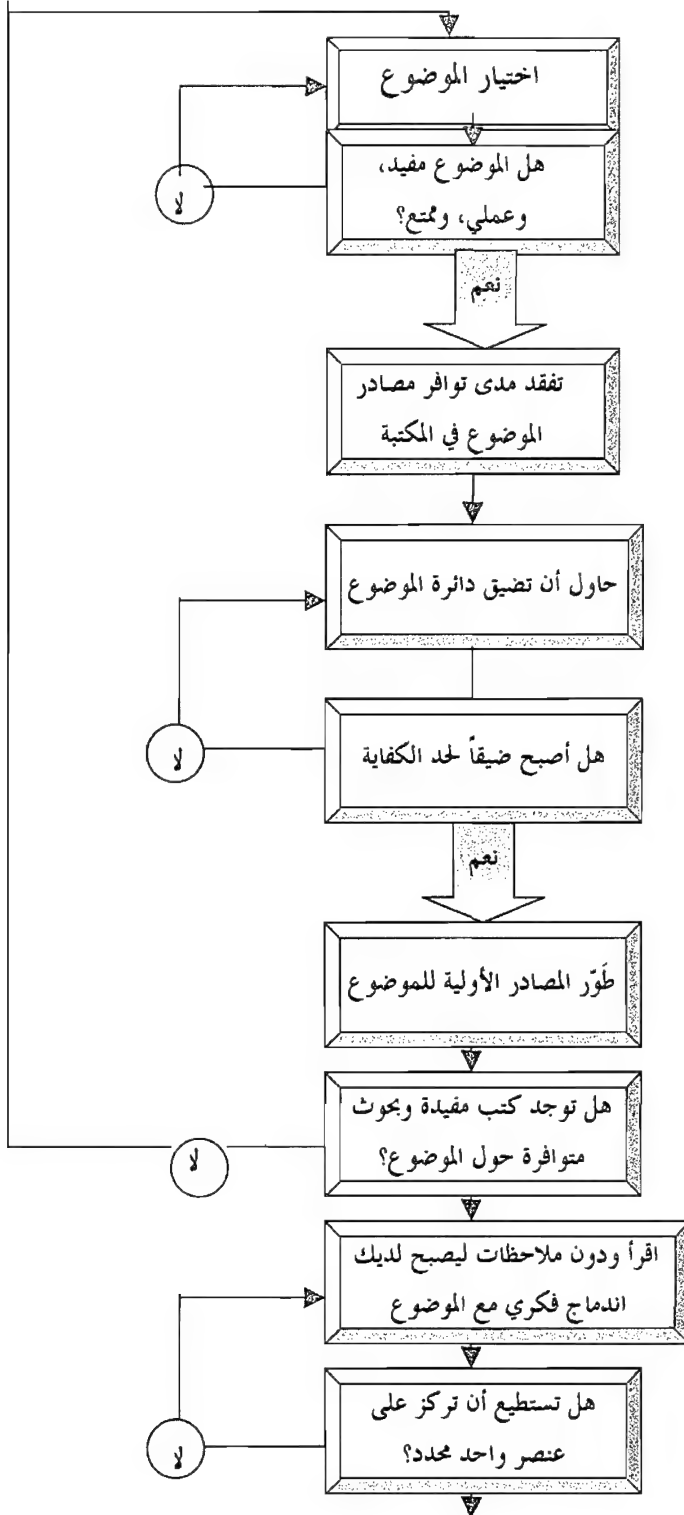 اختيار الموضوع
هل الموضوع مفيد،
وعملي، وممتع؟
لا
نعم
تفقد مدى توافر مصادر
الموضوع في المكتبة
حاول أن تضيق دائرة الموضوع
هل أصبح ضيقاً لحد الكفاية
لا
نعم
طَوّر المصادر الأولية للموضوع
هل توجد كتب مفيدة وبحوث
متوافرة حول الموضوع؟
لا
اقرأ ودون ملاحظات ليصبح لديك
اندماج فكري مع الموضوع
هل تستطيع أن تركز على
عنصر واحد محدد؟
لا